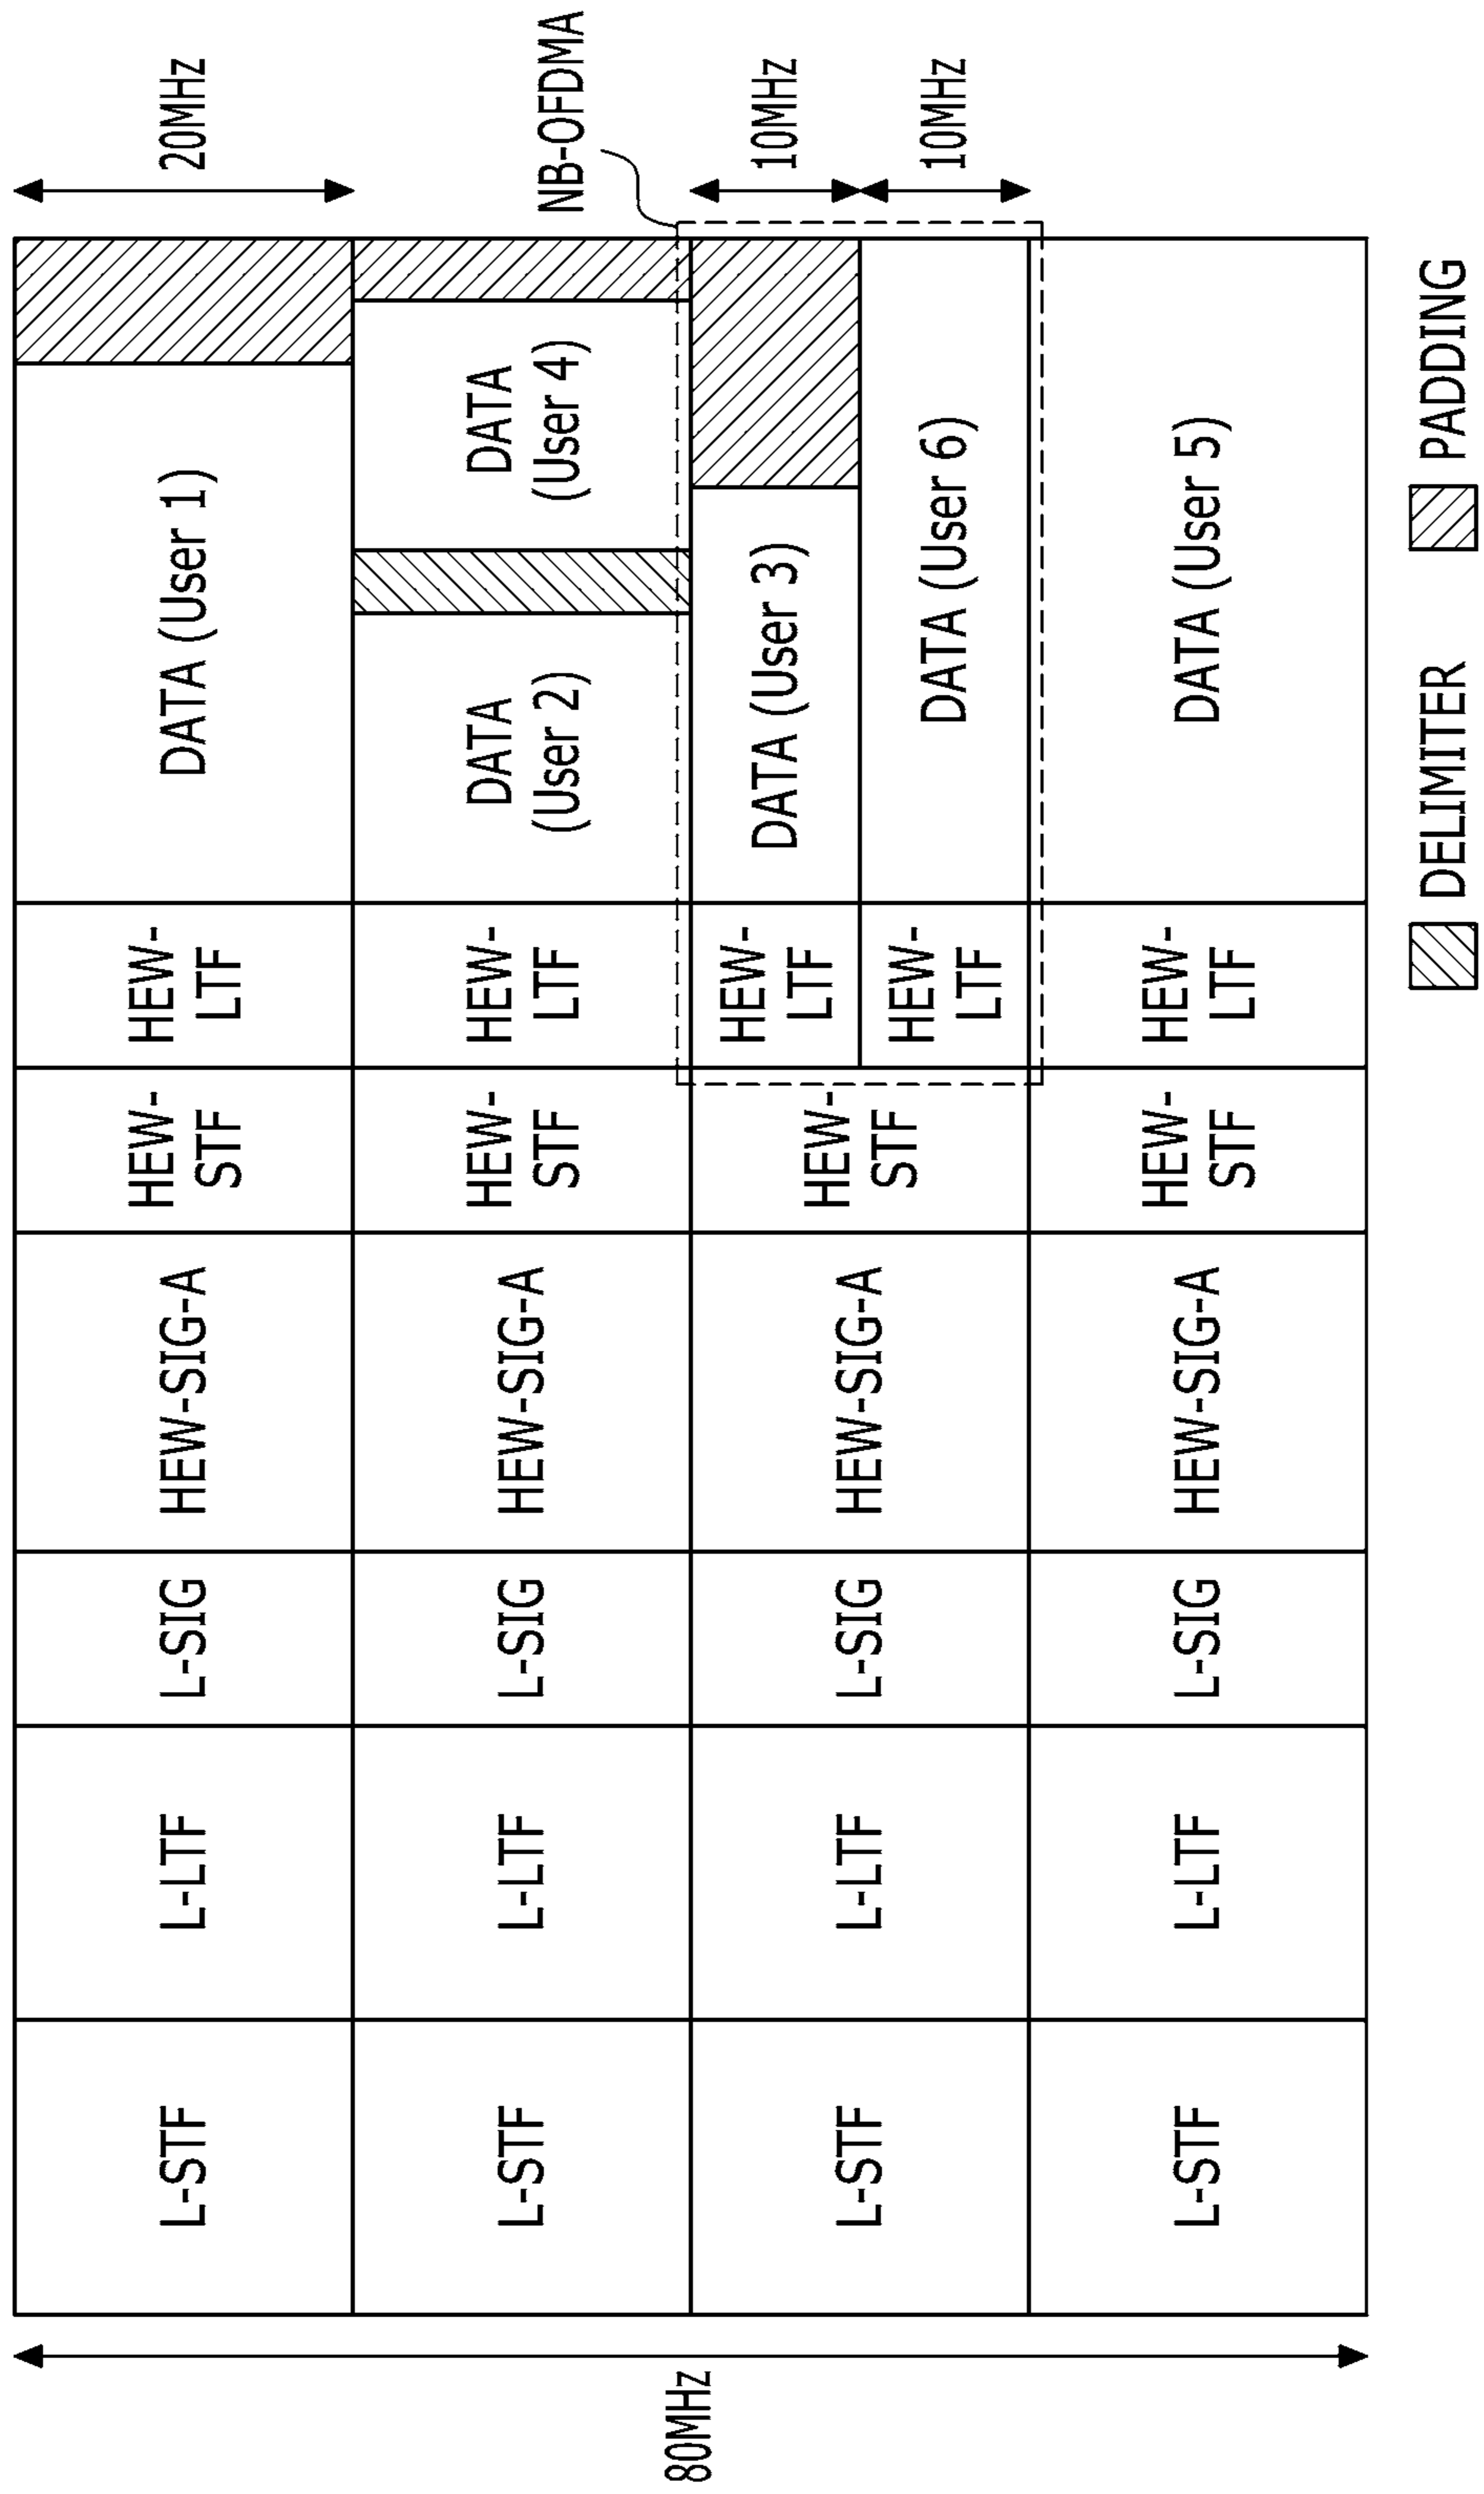 80MHz
L-STF
L-LTF
L-SIG
HEW-SIG-A
HEW-
STF
HEW-
LTF
DATA (User 1)
20MHz
L-STF
L-LTF
L-SIG
HEW-SIG-A
HEW-
STF
HEW-
LTF
DATA
(User 2)
DATA
(User 4)
NB-OFDMA
L-STF
L-LTF
L-SIG
HEW-SIG-A
HEW-
STF
HEW-
LTF
DATA (User 3)
10MHz
HEW-
LTF
DATA (User 6)
10MHz
L-STF
L-LTF
L-SIG
HEW-SIG-A
HEW-
STF
HEW-
LTF
DATA (User 5)
DELIMITER
PADDING